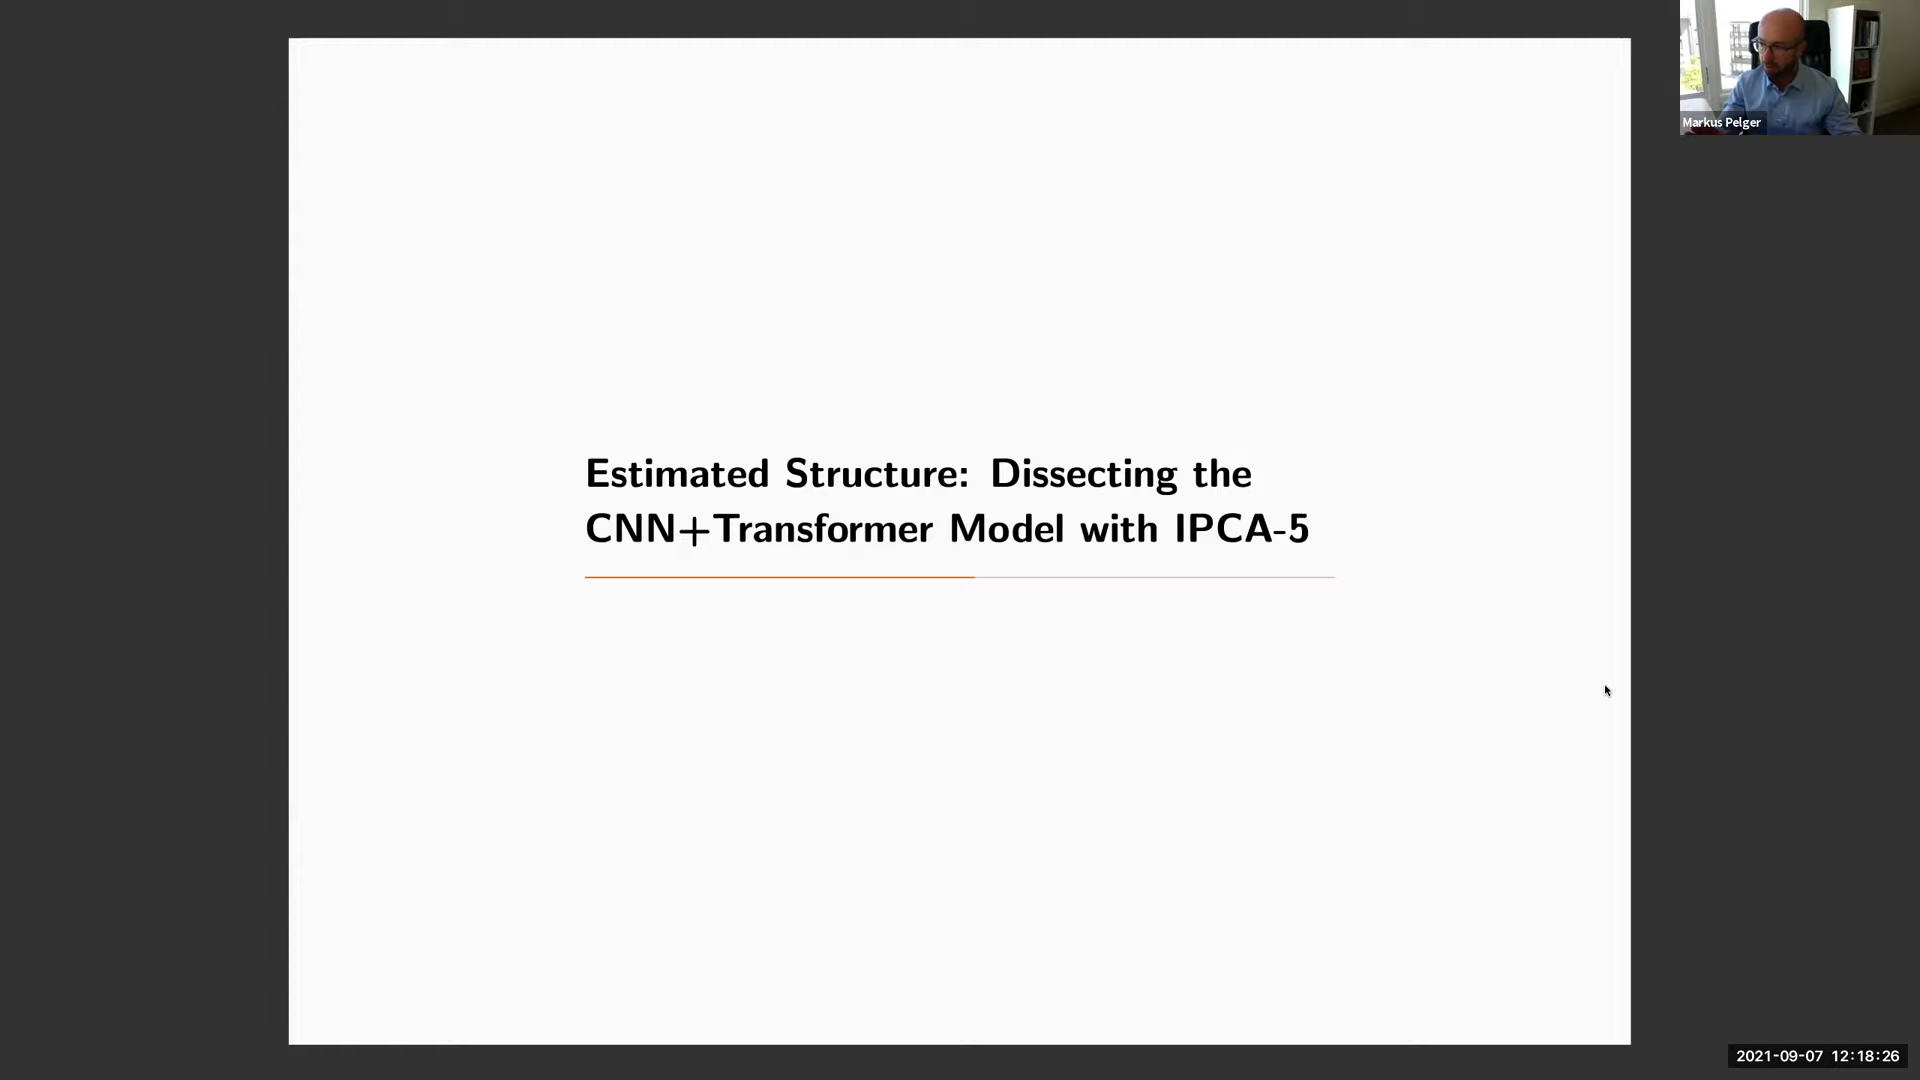 Markus Pelger
Estimated Structure: Dissecting the
CNN+Transformer Model with IPCA-5
2021-09-07 12:18:26